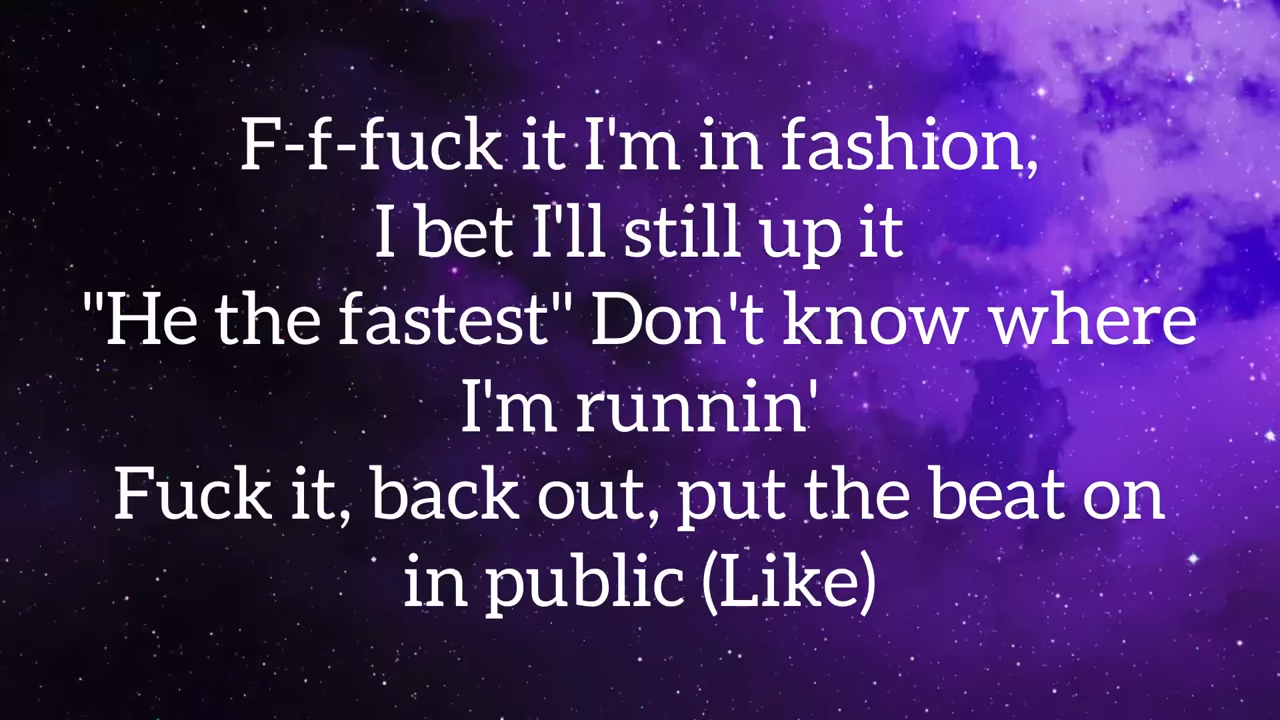 F-f-fuck it I'm in fashion,
I bet I'll still up it
"He the fastest" Don't know where
I'm runnin'
Fuck it, back out, put the beat on
in public (Like)